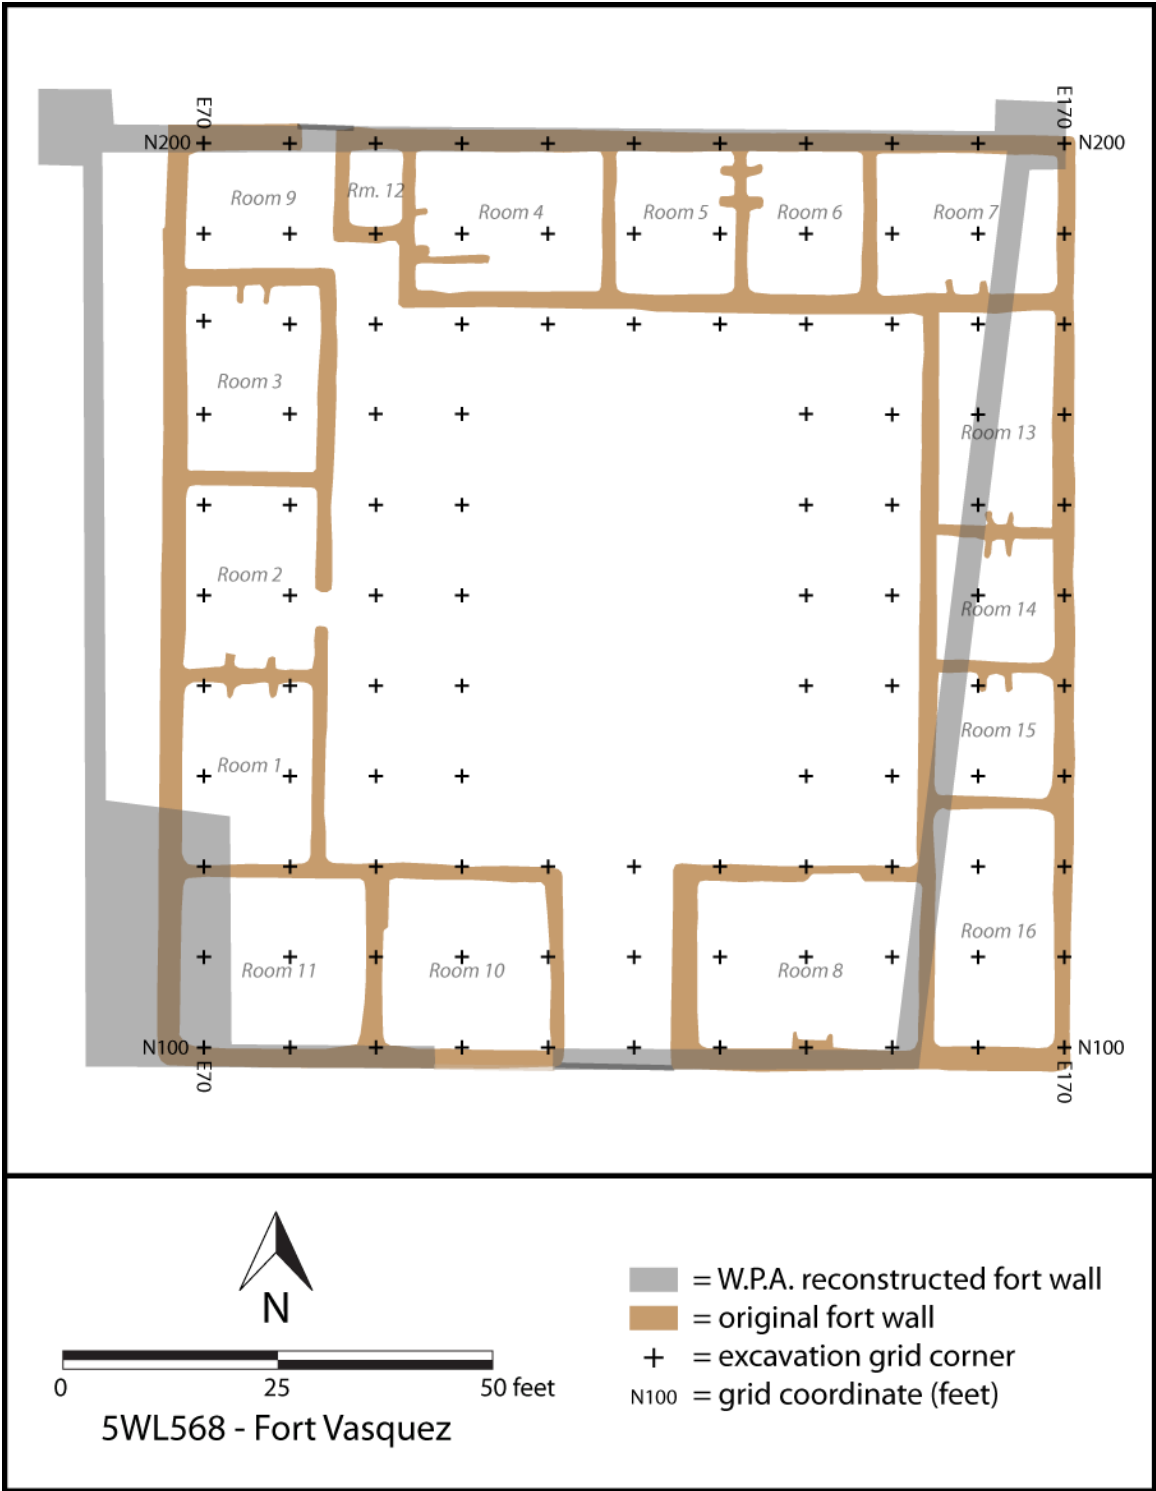 E70
E170
N200
N200
Room 9
Rm. 12
Room 4
Room 5
Room 6
Room 7
Room 3
Room 13
Room 2
Room 14
Room 15
Room 1
Room 16
Room 11
Room 10
Room 8
N100
N100
E70
E170
N
0 25 50 feet
5WL568 - Fort Vasquez
= W.P.A. reconstructed fort wall
= original fort wall
+ = excavation grid corner
N100 = grid coordinate (feet)